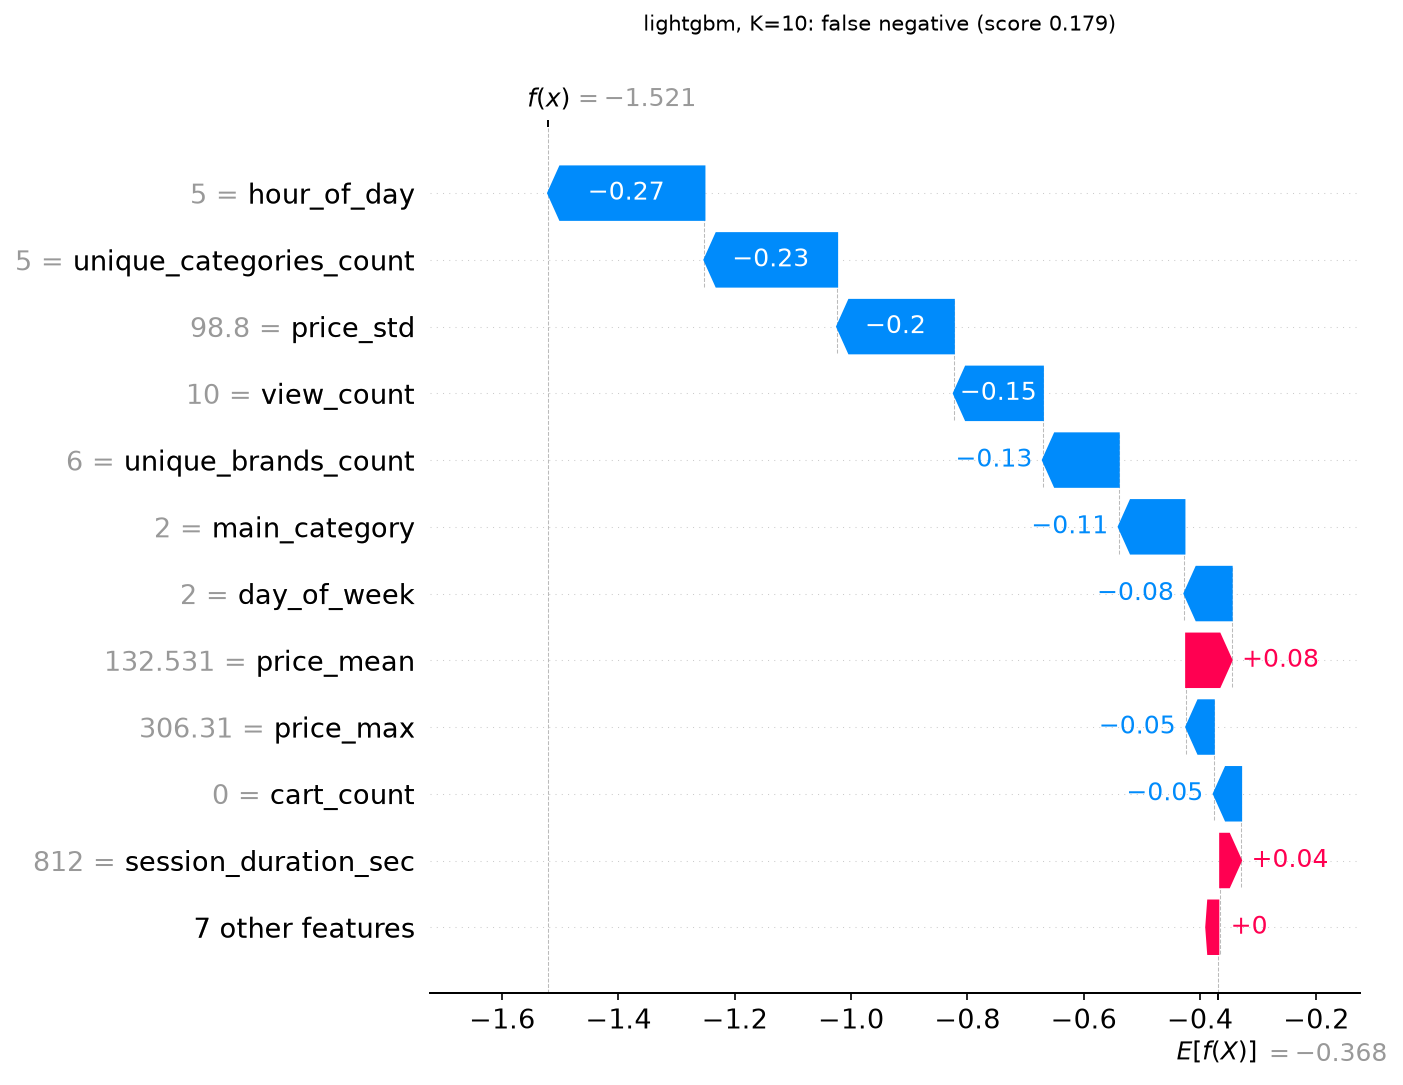 lightgbm, K=10: false negative (score 0.179)
f(x) = −1.521
5 = hour_of_day
−0.27
5 = unique_categories_count
−0.23
98.8 = price_std
−0.2
10 = view_count
−0.15
6 = unique_brands_count
−0.13
2 = main_category
−0.11
2 = day_of_week
−0.08
132.531 = price_mean
+0.08
306.31 = price_max
−0.05
0 = cart_count
−0.05
812 = session_duration_sec
+0.04
7 other features
+0
−1.6 −1.4 −1.2 −1.0 −0.8 −0.6 −0.4 −0.2
E[f(X)] = −0.368